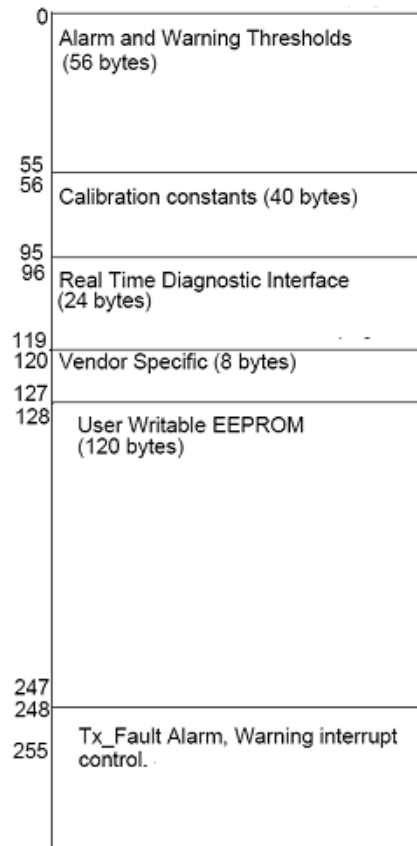 0
Alarm and Warning Thresholds
(56 bytes)
55
56
Calibration constants (40 bytes)
95
96
Real Time Diagnostic Interface
(24 bytes)
119
120
Vendor Specific (8 bytes)
127
128
User Writable EEPROM
(120 bytes)
247
248
255
Tx_Fault Alarm, Warning interrupt
control.